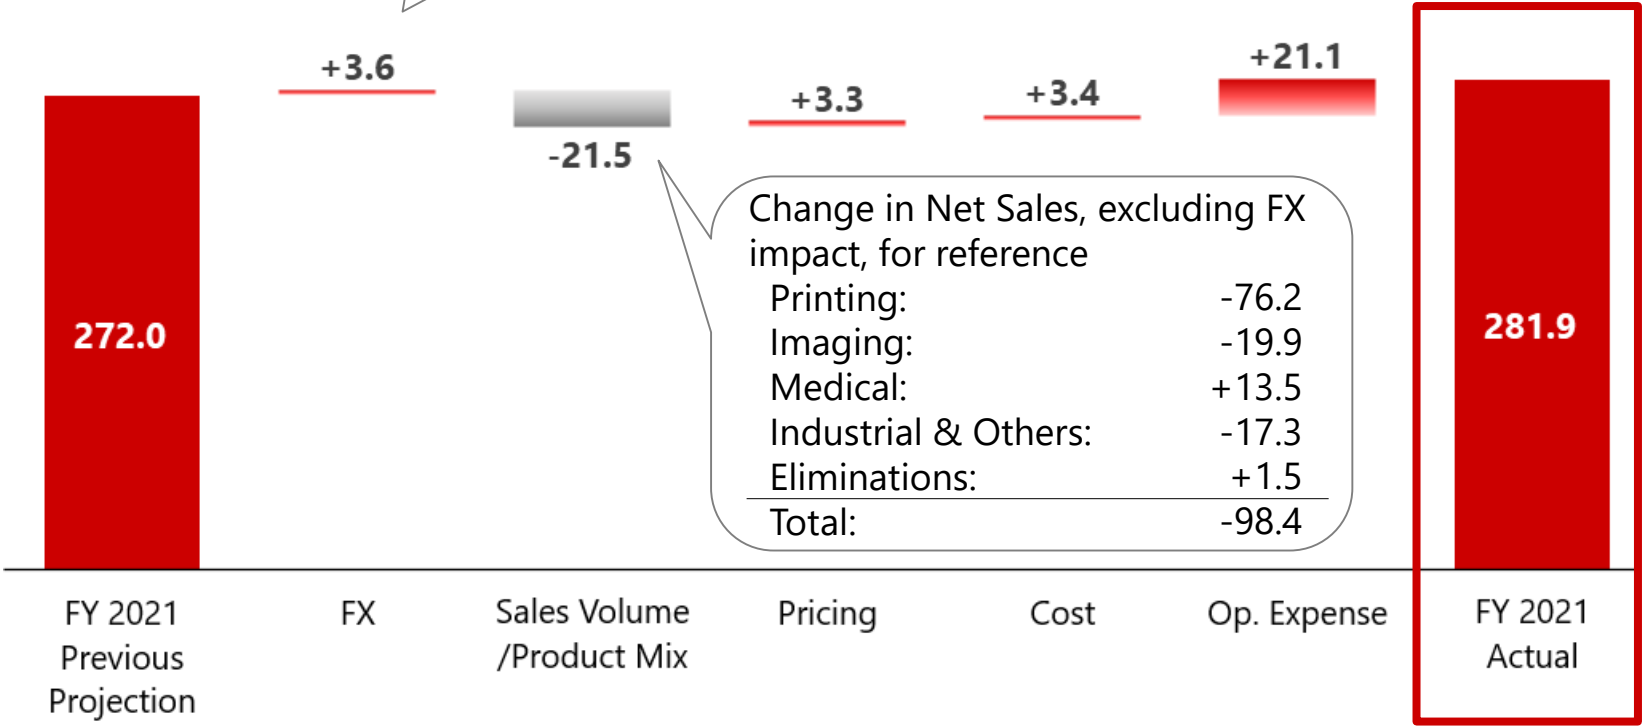 +3.6
-21.5
+3.3
+3.4
+21.1
272.0
281.9
Change in Net Sales, excluding FX
impact, for reference
Printing: -76.2
Imaging: -19.9
Medical: +13.5
Industrial & Others: -17.3
Eliminations: +1.5
Total: -98.4
FY 2021
Previous
Projection
FX
Sales Volume
/Product Mix
Pricing
Cost
Op. Expense
FY 2021
Actual